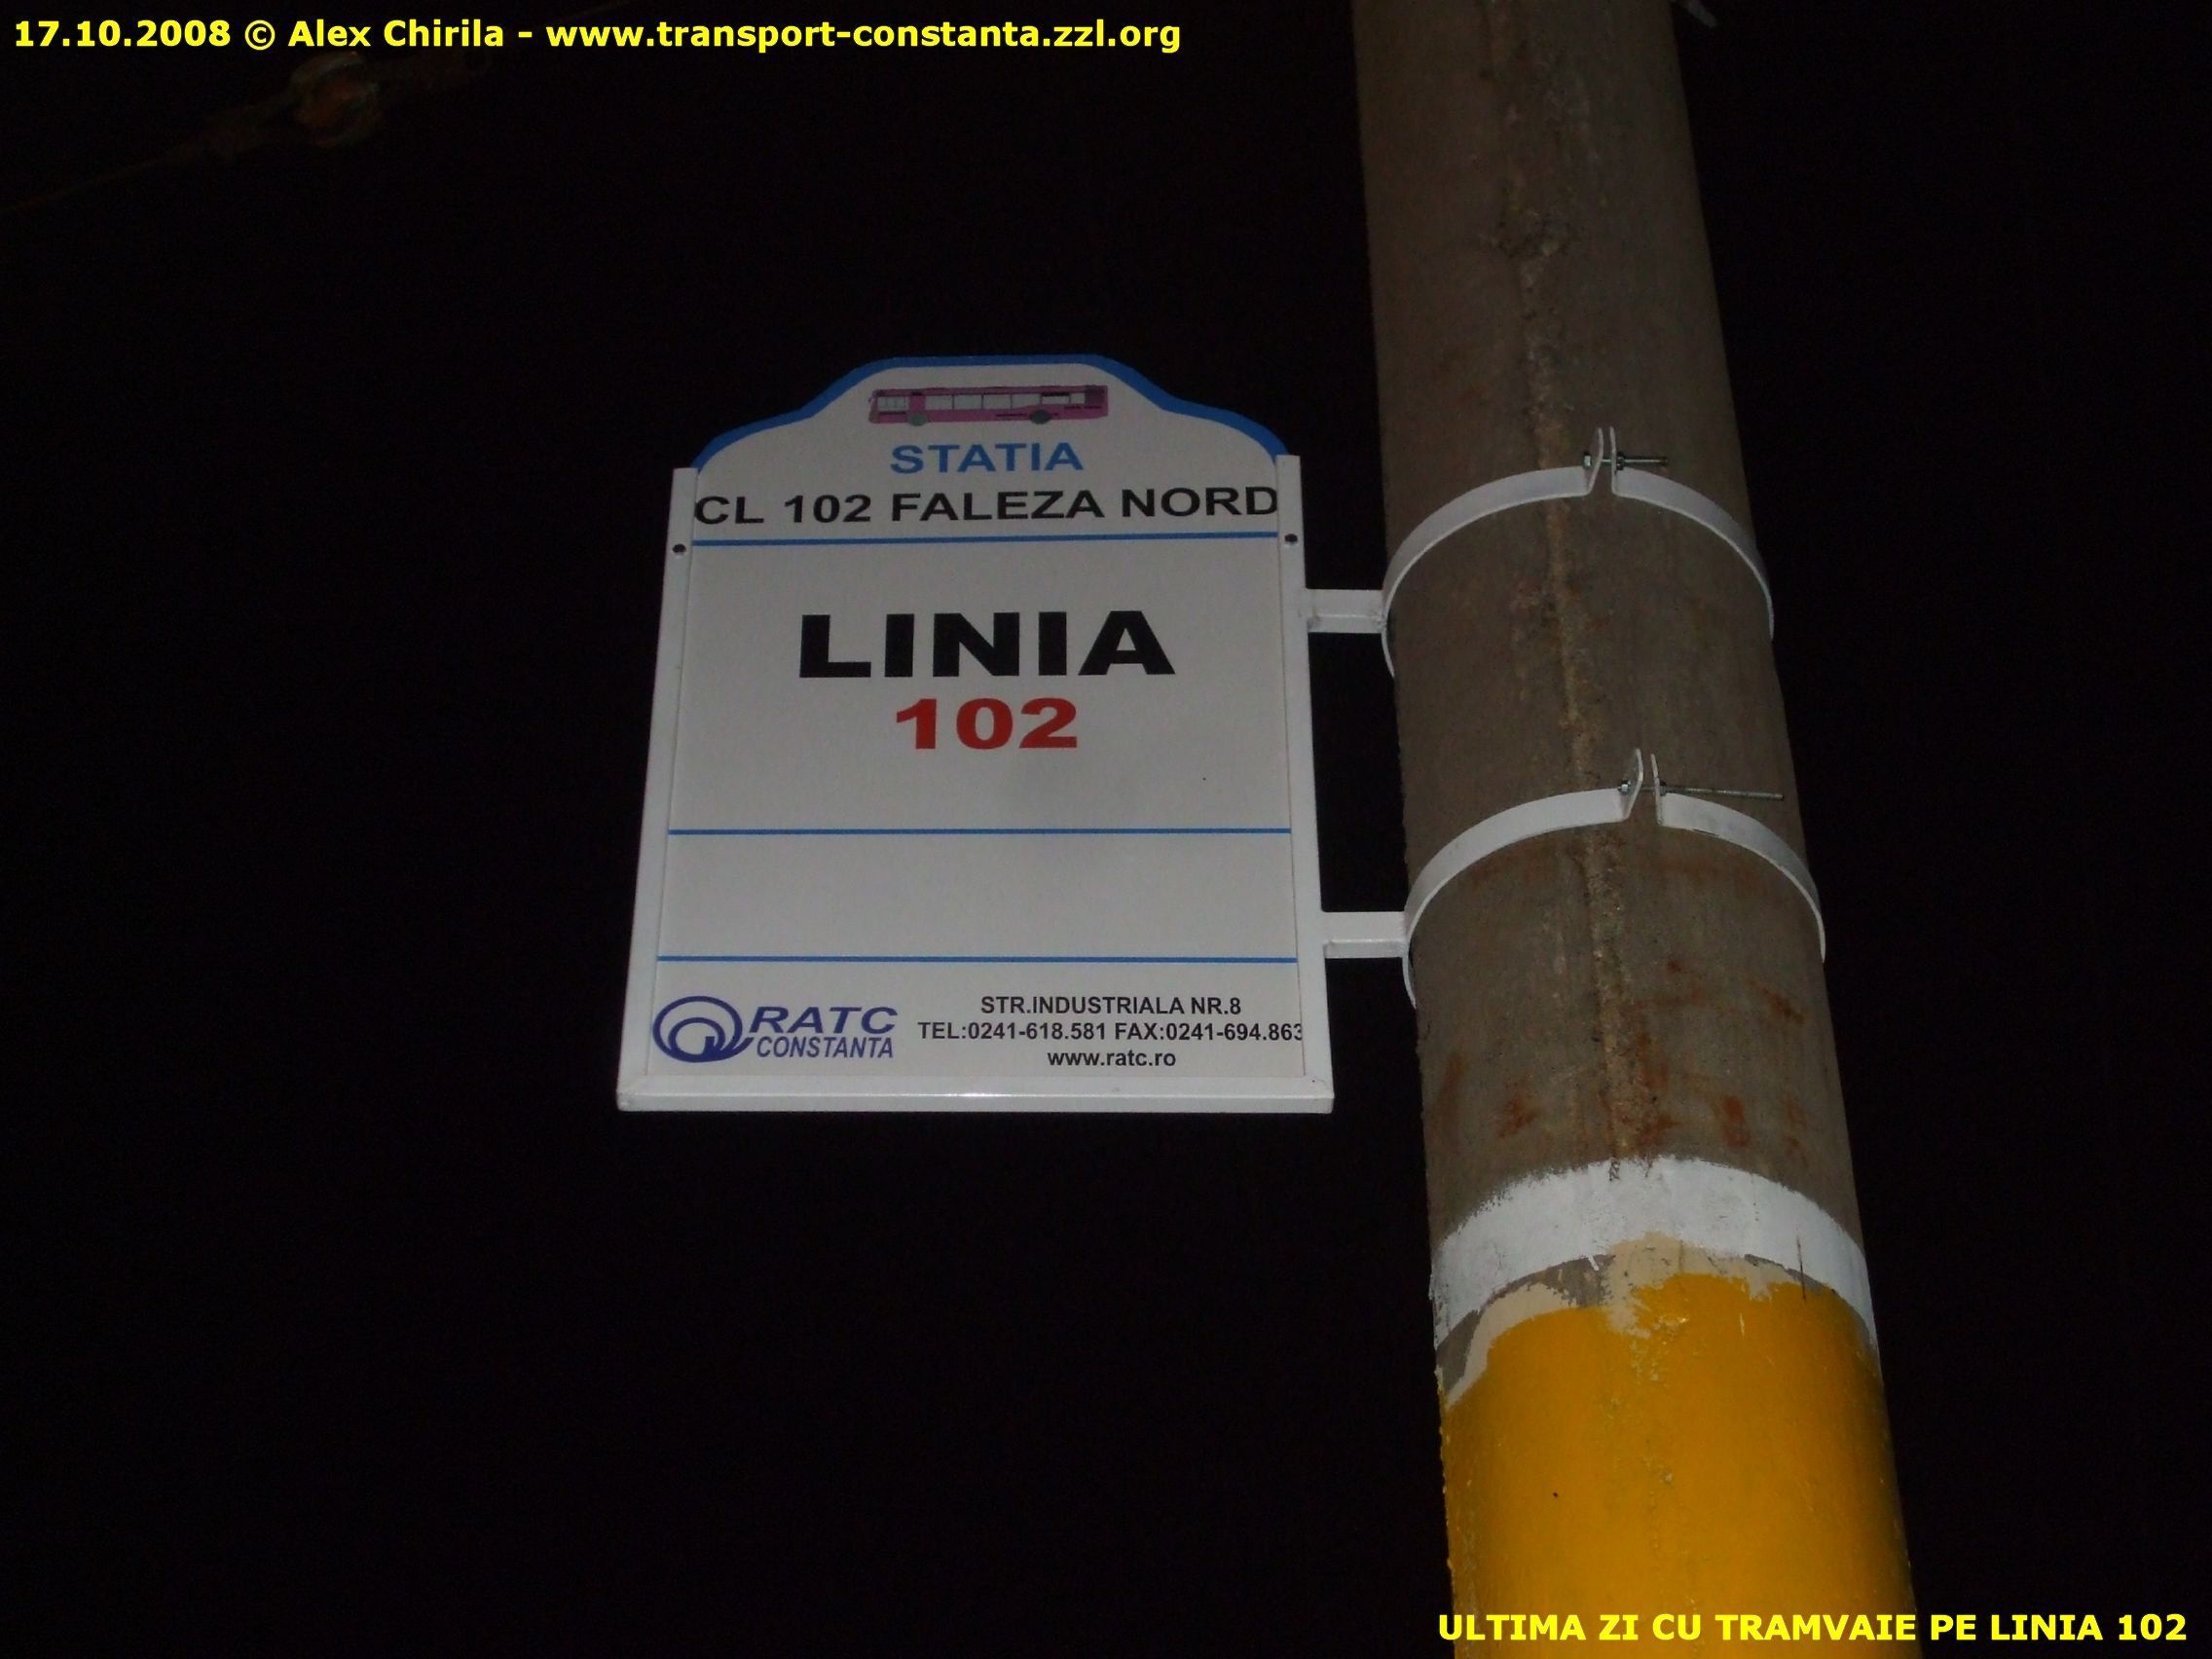 17.10.2008 © Alex Chirila - www.transport-constanta.zzl.org
STATIA
CL 102 FALEZA NORD
LINIA
102
RATC
CONSTANTA
STR.INDUSTRIALA NR.8
TEL:0241-618.581 FAX:0241-694.863
www.ratc.ro
ULTIMA ZI CU TRAMVAIE PE LINIA 102